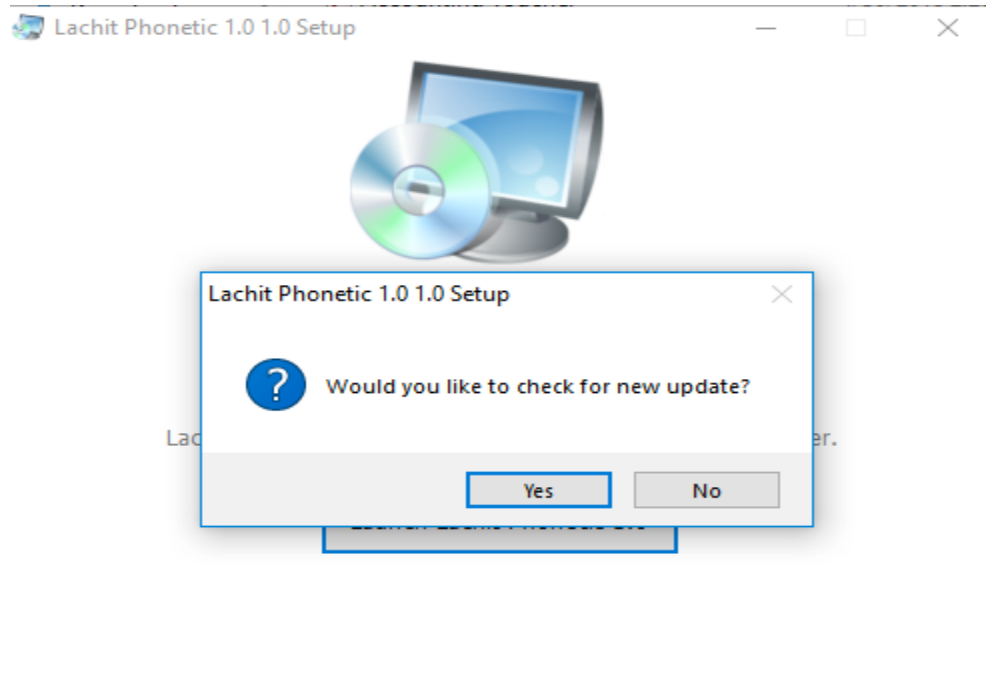 Lachit Phonetic 1.0 1.0 Setup
Lachit Phonetic 1.0 1.0 Setup
?
Would you like to check for new update?
Yes
No